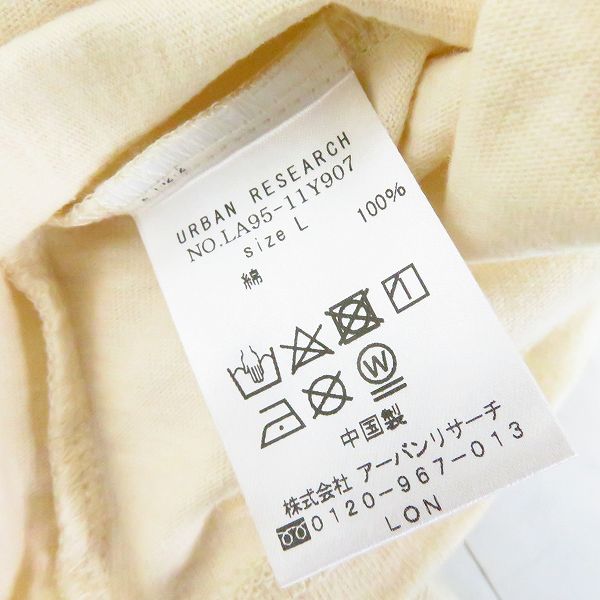 URBAN RESEARCH
NO.LA95-11Y907
size L
綿 100%
中国製
株式会社 アーバンリサーチ
0120-967-013
LON